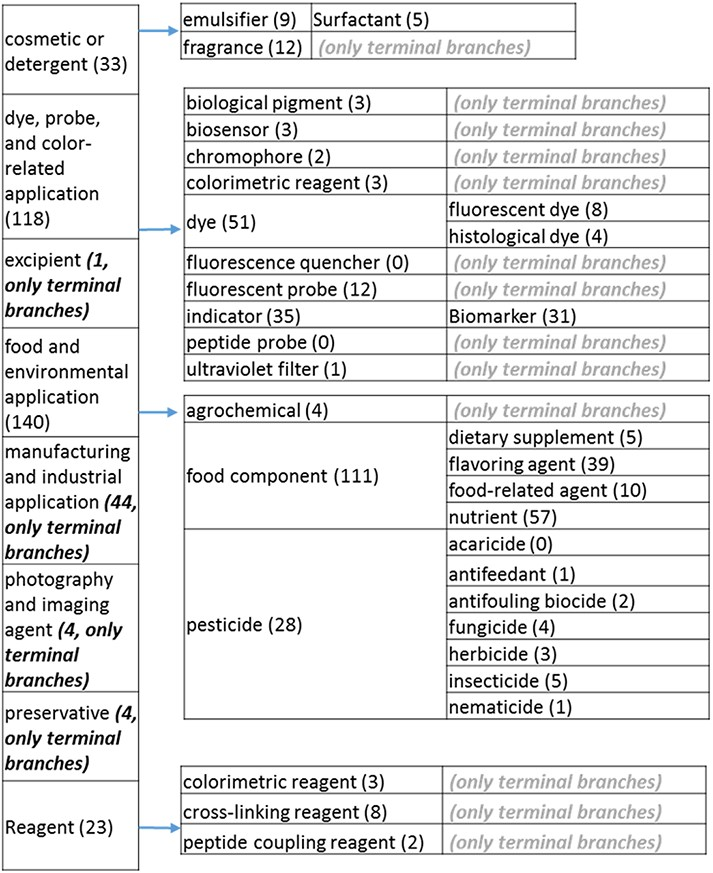 cosmetic or
detergent (33)
emulsifier (9)
Surfactant (5)
fragrance (12)
(only terminal branches)
dye, probe,
and color-
related
application
(118)
biological pigment (3)
(only terminal branches)
biosensor (3)
(only terminal branches)
chromophore (2)
(only terminal branches)
colorimetric reagent (3)
(only terminal branches)
dye (51)
fluorescent dye (8)
histological dye (4)
fluorescence quencher (0)
(only terminal branches)
fluorescent probe (12)
(only terminal branches)
indicator (35)
Biomarker (31)
peptide probe (0)
(only terminal branches)
ultraviolet filter (1)
(only terminal branches)
excipient (1,
only terminal
branches)
food and
environmental
application
(140)
agrochemical (4)
(only terminal branches)
food component (111)
dietary supplement (5)
flavoring agent (39)
food-related agent (10)
nutrient (57)
pesticide (28)
acaricide (0)
antifeedant (1)
antifouling biocide (2)
fungicide (4)
herbicide (3)
insecticide (5)
nematicide (1)
manufacturing
and industrial
application (44,
only terminal
branches)
photography
and imaging
agent (4, only
terminal
branches)
preservative (4,
only terminal
branches)
Reagent (23)
colorimetric reagent (3)
(only terminal branches)
cross-linking reagent (8)
(only terminal branches)
peptide coupling reagent (2)
(only terminal branches)